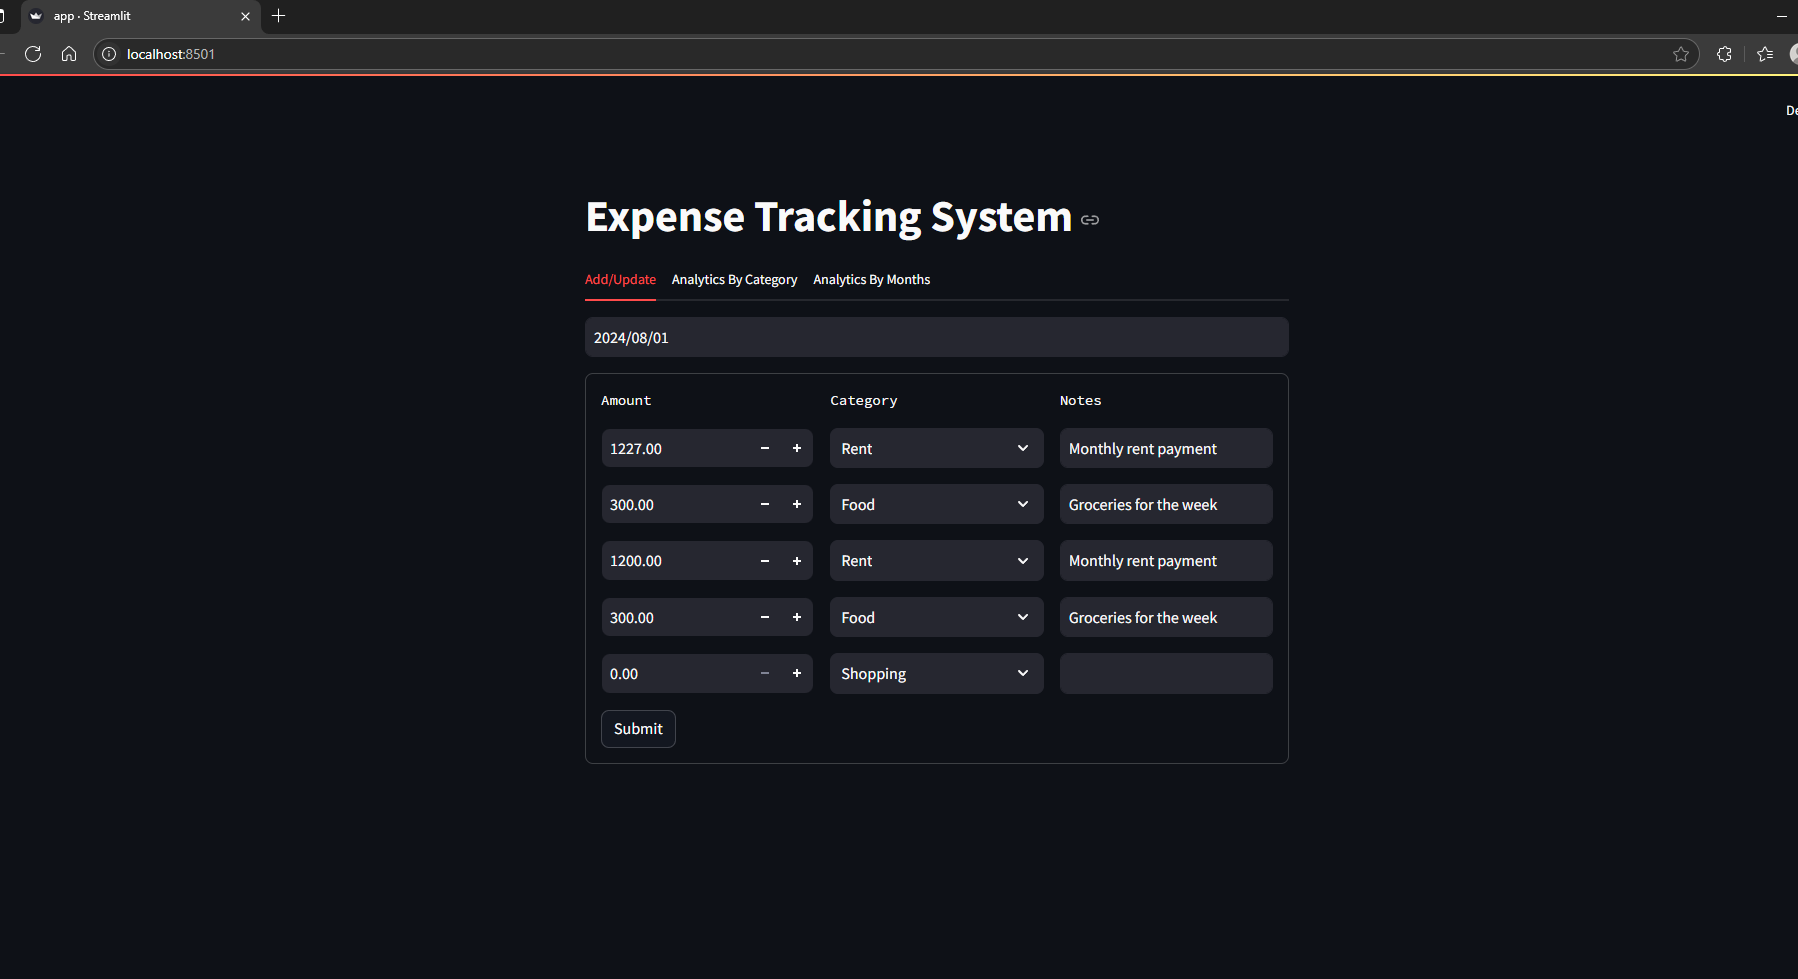 app · Streamlit
localhost:8501
De
Expense Tracking System
Add/Update Analytics By Category Analytics By Months
2024/08/01
Amount Category Notes
1227.00 Rent Monthly rent payment
300.00 Food Groceries for the week
1200.00 Rent Monthly rent payment
300.00 Food Groceries for the week
0.00 Shopping
Submit